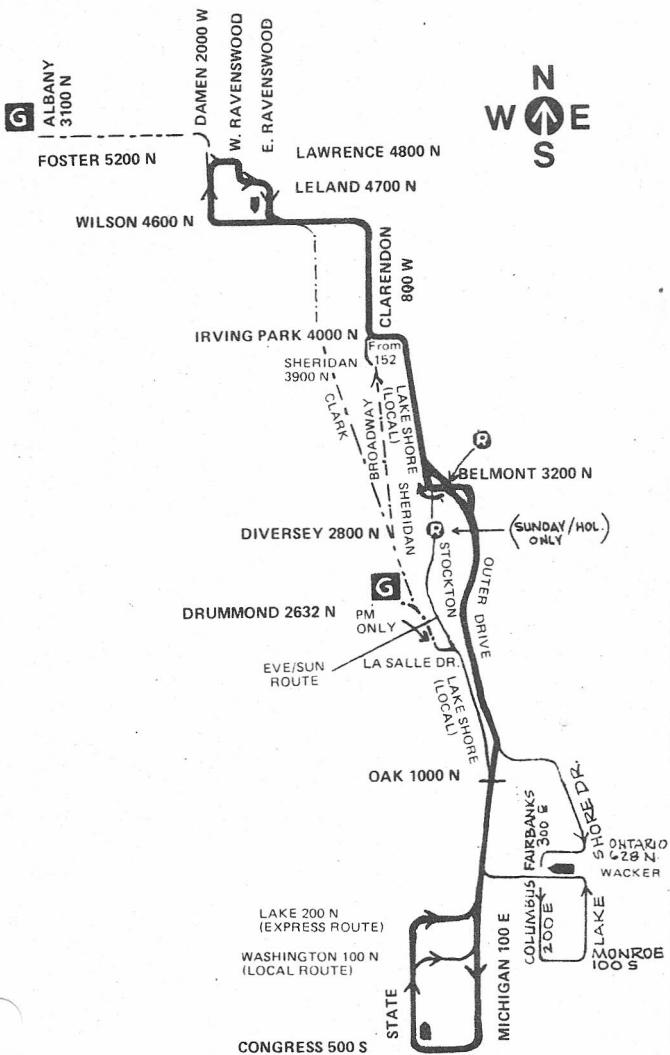 N
W E
S
G
ALBANY
3100 N
DAMEN 2000 W
W. RAVENSWOOD
E. RAVENSWOOD
FOSTER 5200 N
LAWRENCE 4800 N
LELAND 4700 N
WILSON 4600 N
CLARENDON
800 W
IRVING PARK 4000 N
From
152
SHERIDAN
3900 N
CLARK
BROADWAY
LAKE SHORE
(LOCAL)
SHERIDAN
R
BELMONT 3200 N
DIVERSEY 2800 N
R
(SUNDAY/HOL.)
ONLY
STOCKTON
OUTER DRIVE
G
DRUMMOND 2632 N
PM
ONLY
EVE/SUN
ROUTE
LA SALLE DR.
LAKE SHORE
(LOCAL)
OAK 1000 N
SHORE DR.
FAIRBANKS
300 E
ONTARIO
628 N
WACKER
COLUMBUS
200 E
LAKE
MONROE
100 S
LAKE 200 N
(EXPRESS ROUTE)
WASHINGTON 100 N
(LOCAL ROUTE)
STATE
MICHIGAN 100 E
CONGRESS 500 S